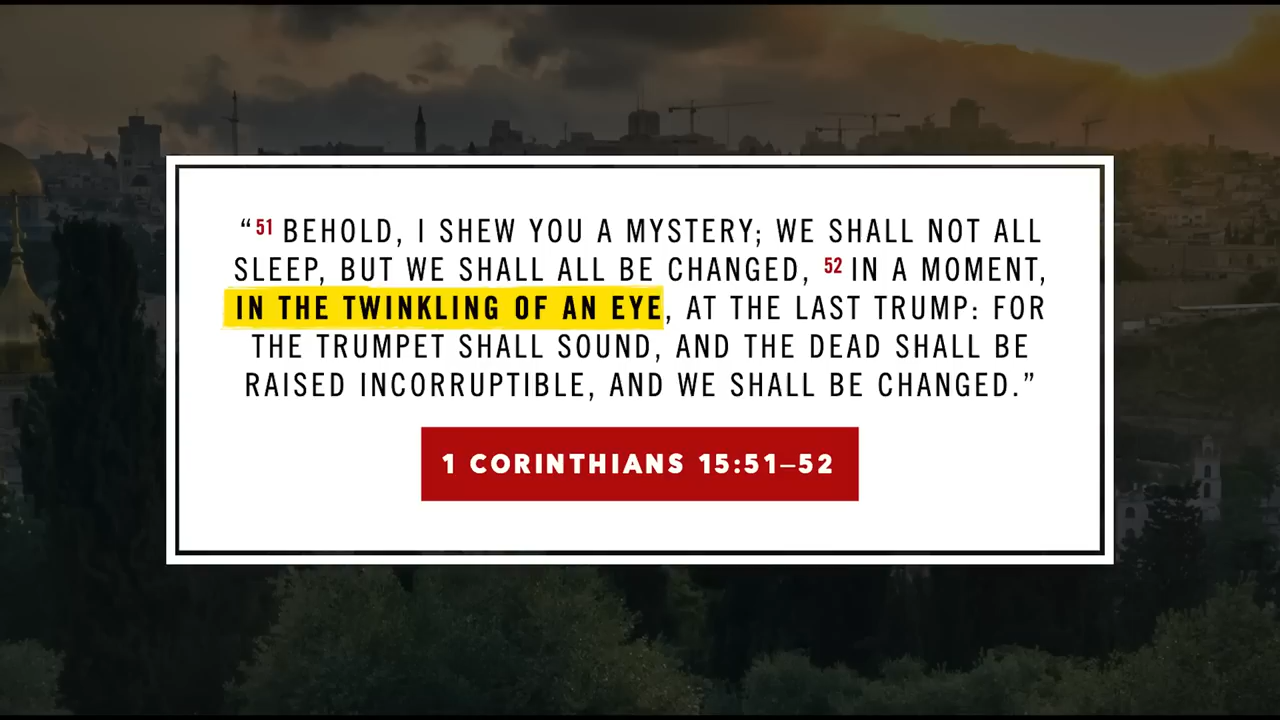 “51 BEHOLD, I SHEW YOU A MYSTERY; WE SHALL NOT ALL
SLEEP, BUT WE SHALL ALL BE CHANGED, 52 IN A MOMENT,
IN THE TWINKLING OF AN EYE, AT THE LAST TRUMP: FOR
THE TRUMPET SHALL SOUND, AND THE DEAD SHALL BE
RAISED INCORRUPTIBLE, AND WE SHALL BE CHANGED.”
1 CORINTHIANS 15:51–52